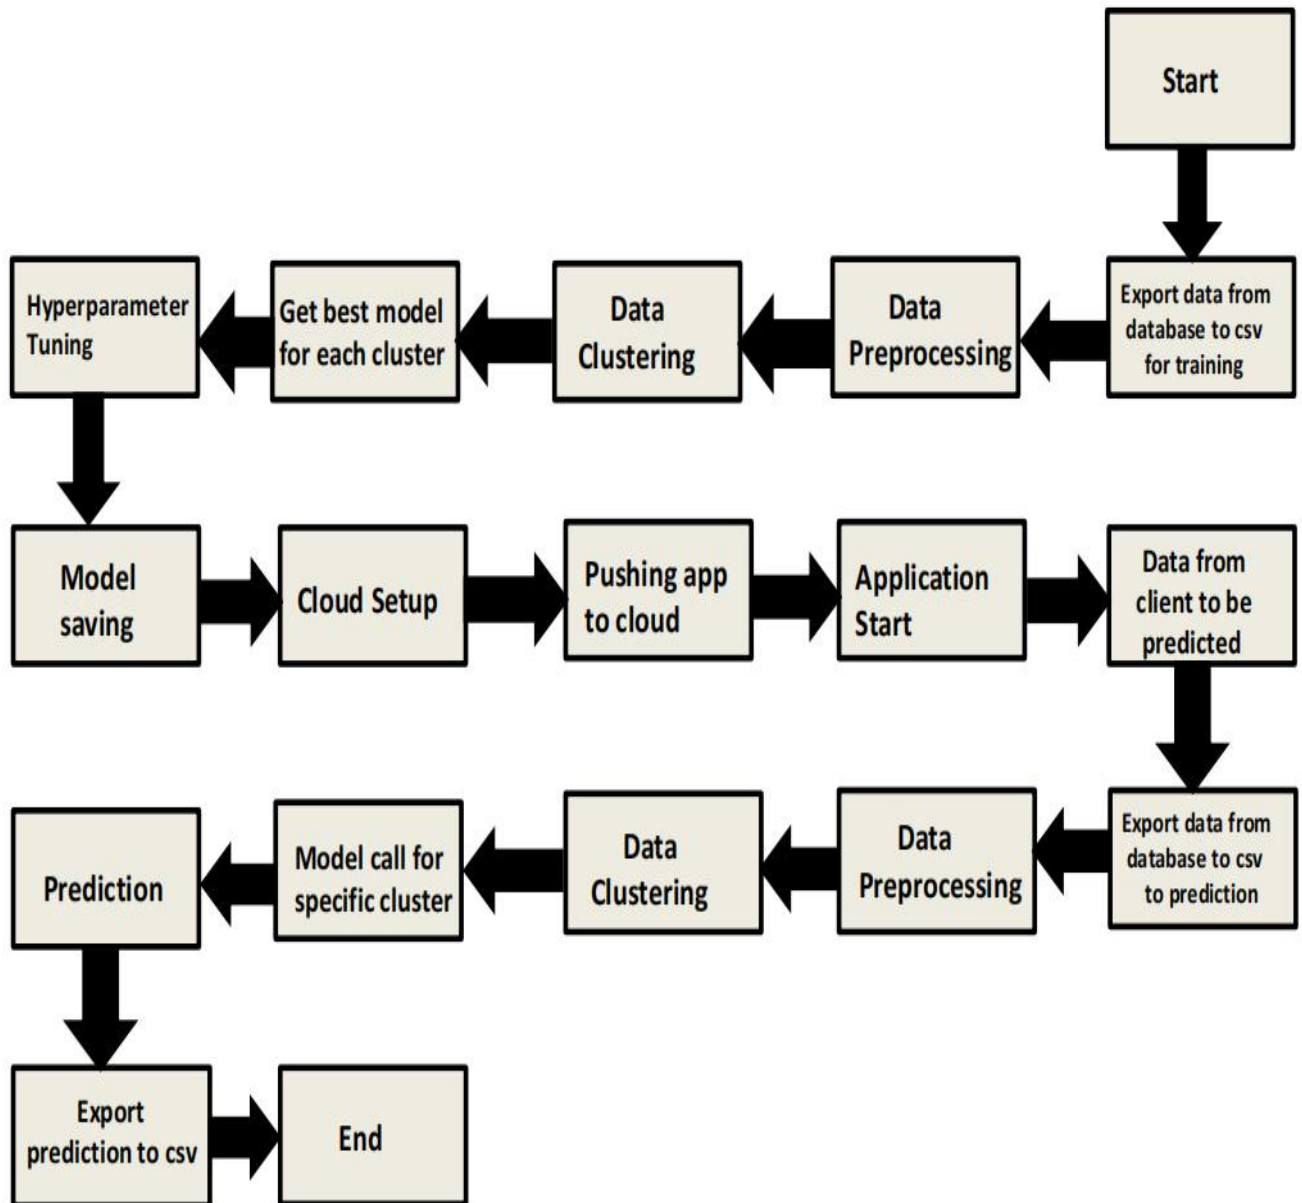 Start
Export data from
database to csv
for training
Data
Preprocessing
Data
Clustering
Get best model
for each cluster
Hyperparameter
Tuning
Model
saving
Cloud Setup
Pushing app
to cloud
Application
Start
Data from
client to be
predicted
Export data from
database to csv
to prediction
Data
Preprocessing
Data
Clustering
Model call for
specific cluster
Prediction
Export
prediction to csv
End